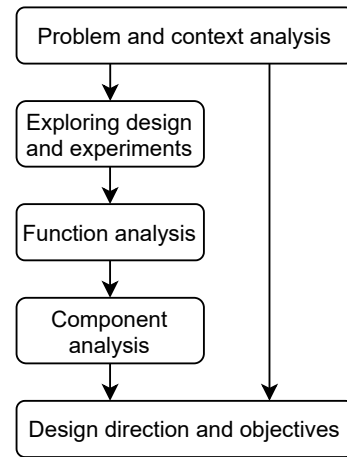 Problem and context analysis
Exploring design
and experiments
Function analysis
Component
analysis
Design direction and objectives